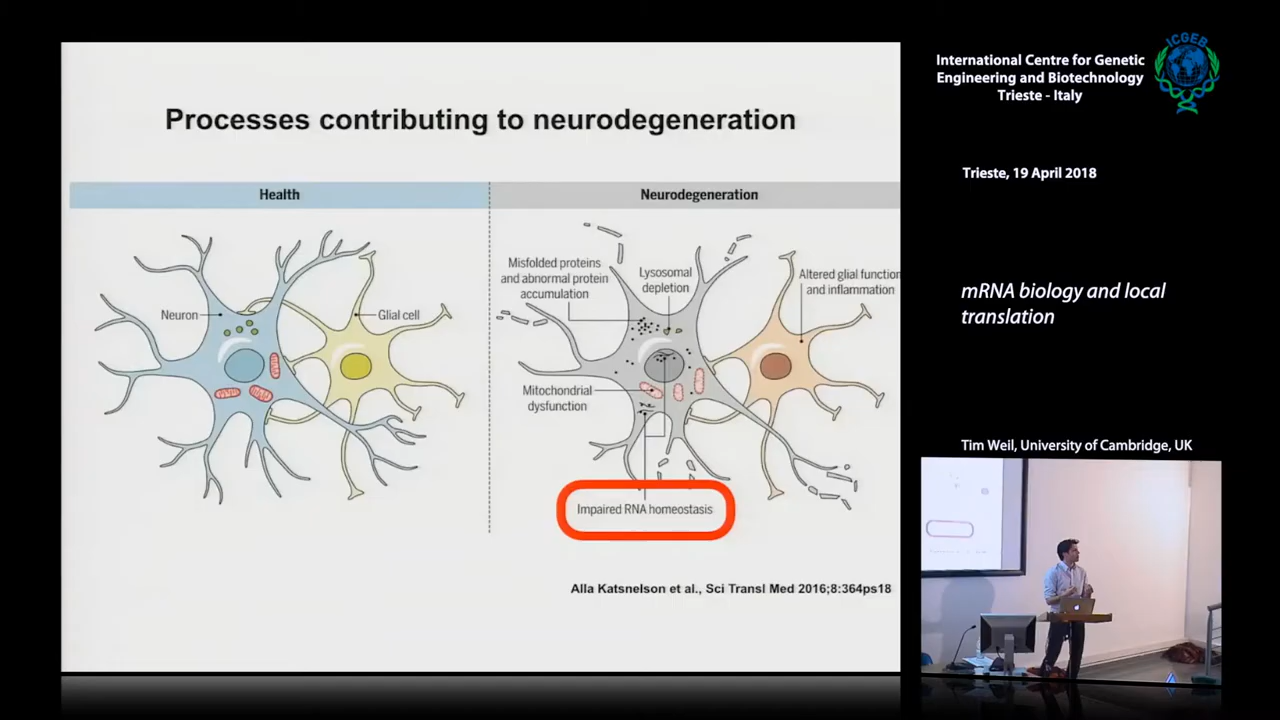 Processes contributing to neurodegeneration
Health
Neurodegeneration
Neuron
Glial cell
Misfolded proteins
and abnormal protein
accumulation
Lysosomal
depletion
Altered glial function
and inflammation
Mitochondrial
dysfunction
Impaired RNA homeostasis
Alla Katsnelson et al., Sci Transl Med 2016;8:364ps18
International Centre for Genetic
Engineering and Biotechnology
Trieste - Italy
ICGEB
Trieste, 19 April 2018
mRNA biology and local
translation
Tim Weil, University of Cambridge, UK